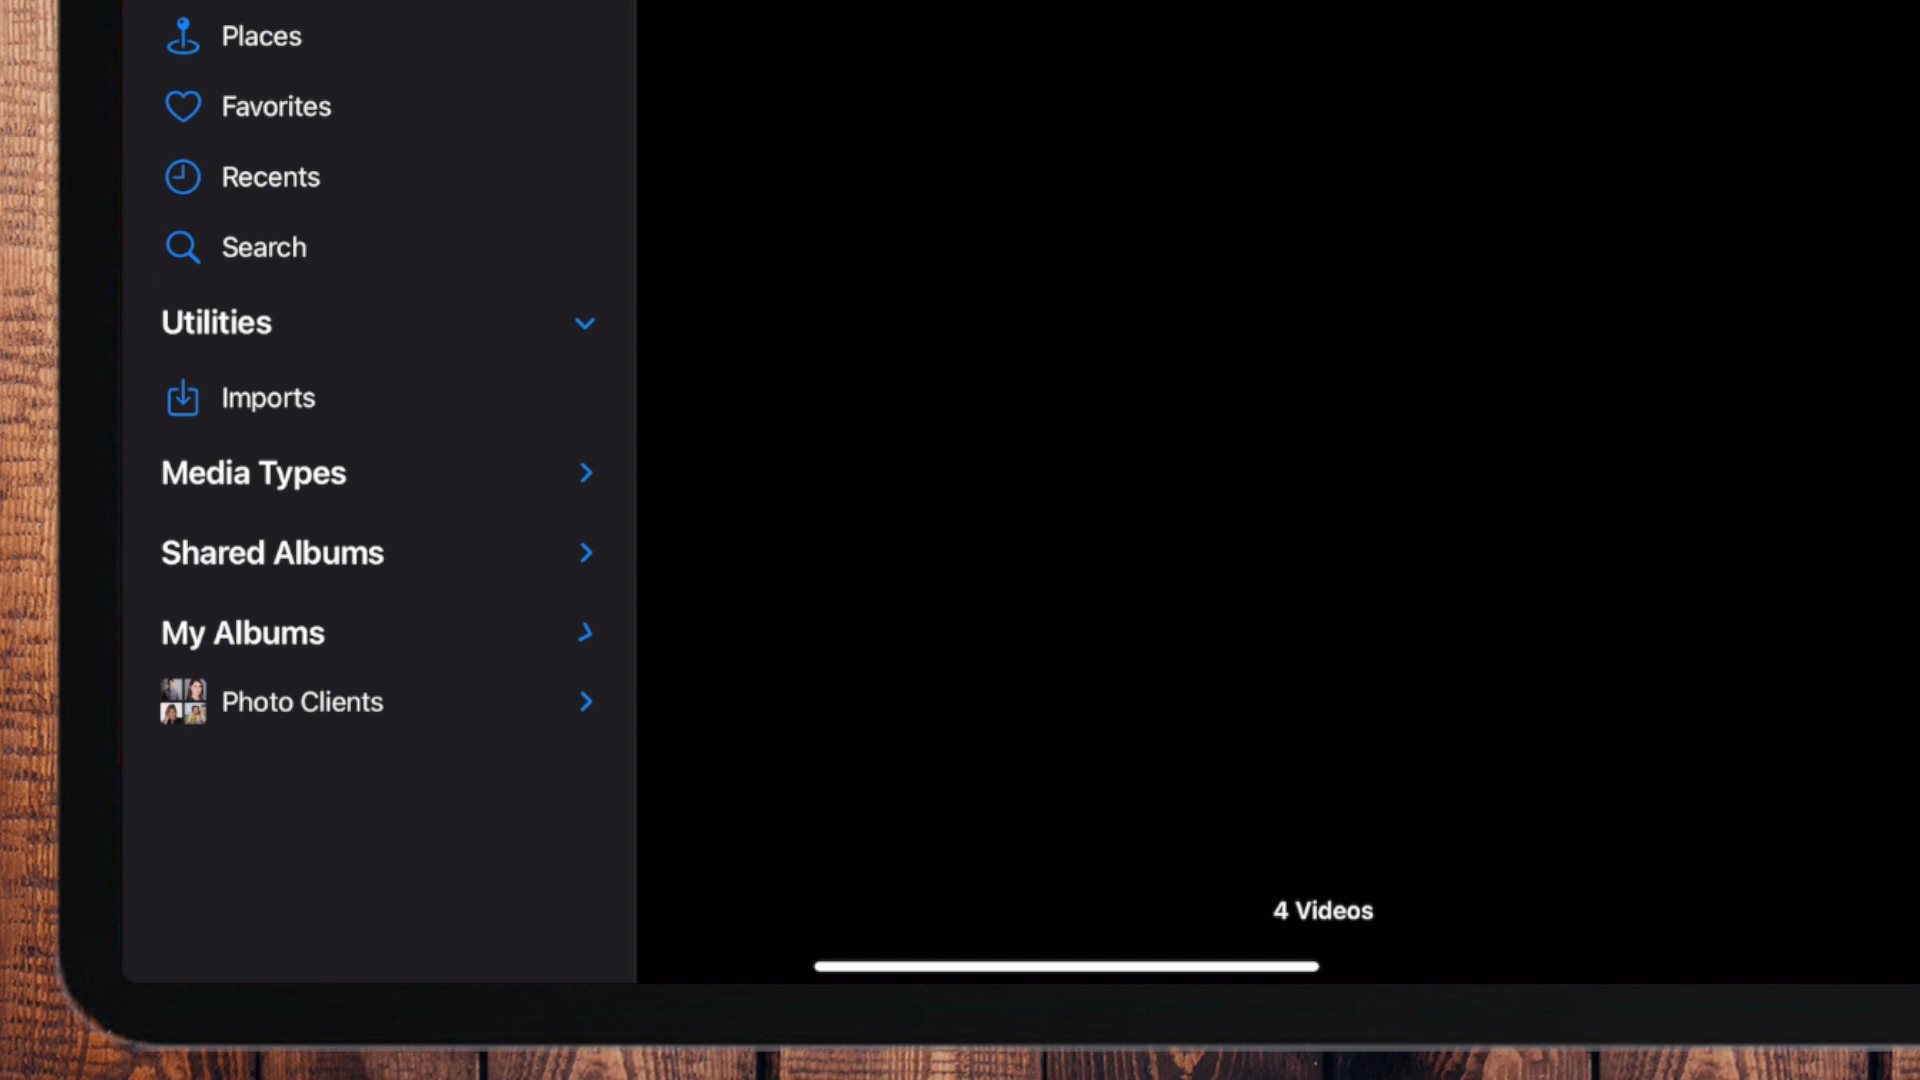 Places
Favorites
Recents
Search
Utilities
Imports
Media Types
Shared Albums
My Albums
Photo Clients
4 Videos